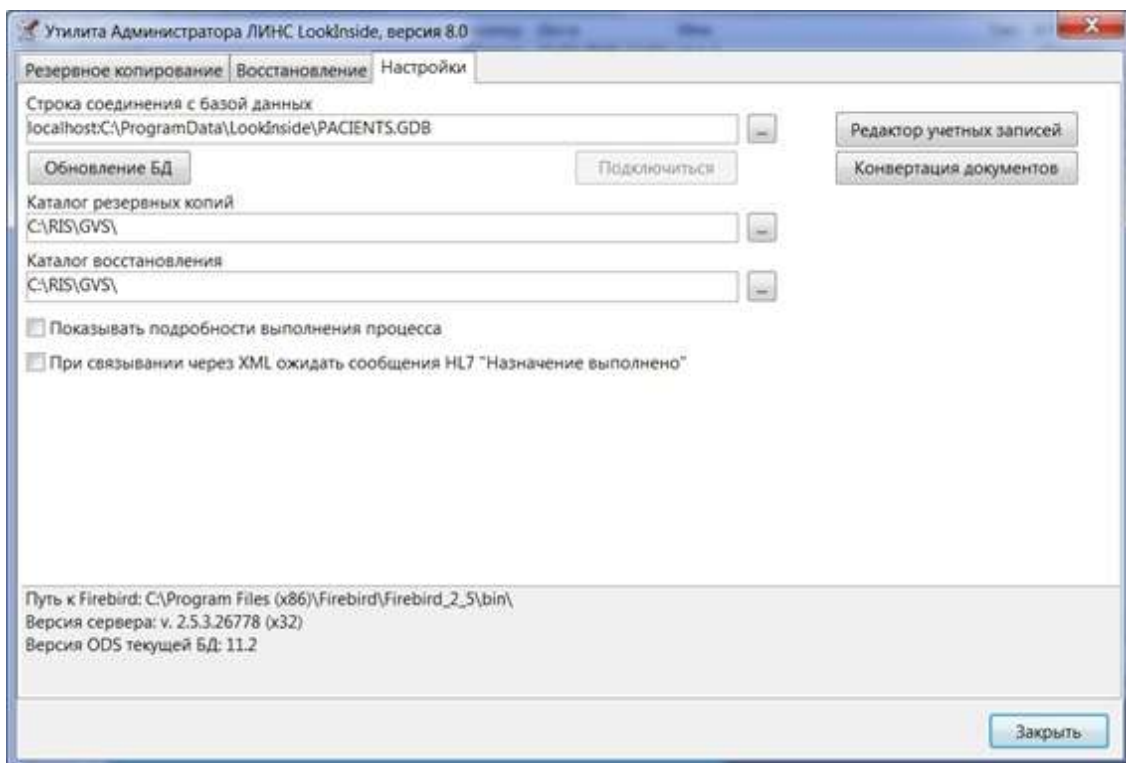 Утилита Администратора ЛИНС LookInside, версия 8.0
Резервное копирование Восстановление Настройки
Строка соединения с базой данных
localhost:C:\ProgramData\LookInside\PACIENTS.GDB
... Редактор учетных записей
Обновление БД Подключиться Конвертация документов
Каталог резервных копий
C:\RIS\GVS\ ...
Каталог восстановления
C:\RIS\GVS\ ...
Показывать подробности выполнения процесса
При связывании через XML ожидать сообщения HL7 "Назначение выполнено"
Путь к Firebird: C:\Program Files (x86)\Firebird\Firebird_2_5\bin\
Версия сервера: v. 2.5.3.26778 (x32)
Версия ODS текущей БД: 11.2
Закрыть